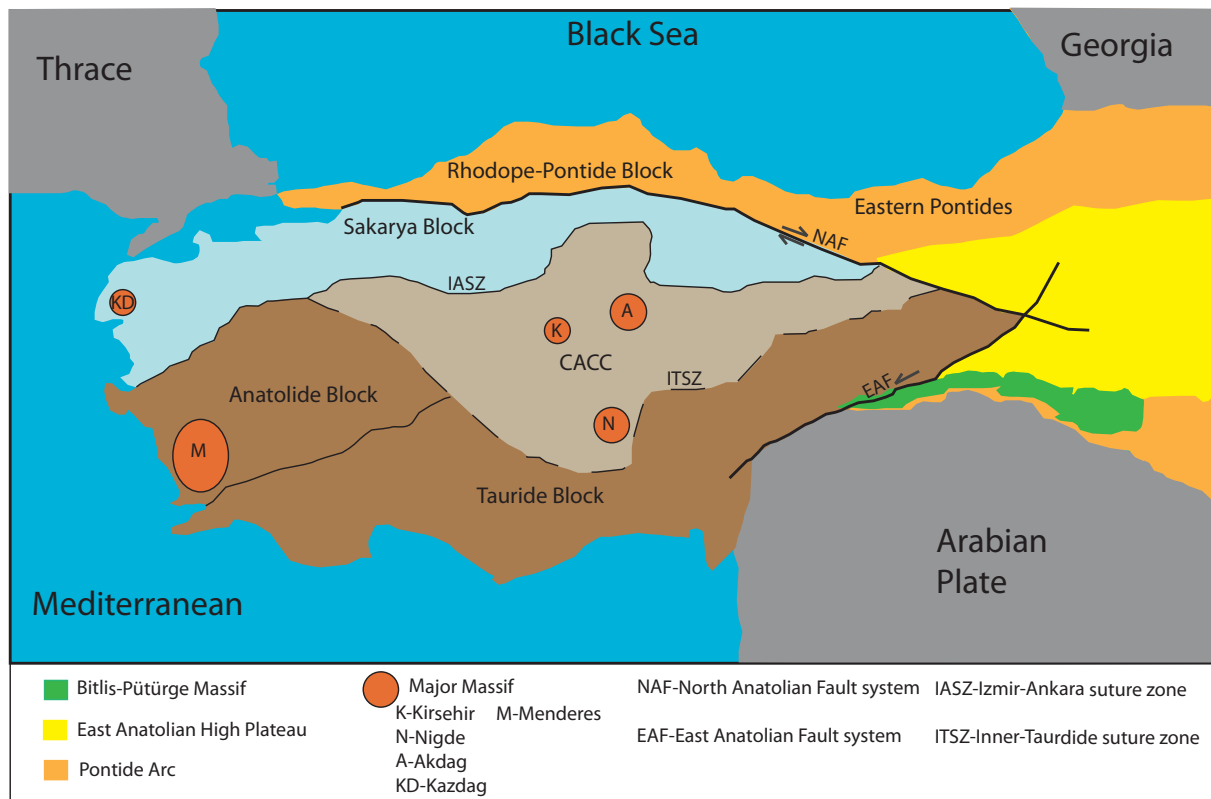 Black Sea
Georgia
Thrace
Rhodope-Pontide Block
Eastern Pontides
Sakarya Block
NAF
IASZ
KD
A
K
CACC
ITSZ
EAF
Anatolide Block
N
M
Tauride Block
Arabian
Plate
Mediterranean
Bitlis-Pütürge Massif
East Anatolian High Plateau
Pontide Arc
Major Massif
K-Kirsehir M-Menderes
N-Nigde
A-Akdag
KD-Kazdag
NAF-North Anatolian Fault system
EAF-East Anatolian Fault system
IASZ-Izmir-Ankara suture zone
ITSZ-Inner-Taurdide suture zone